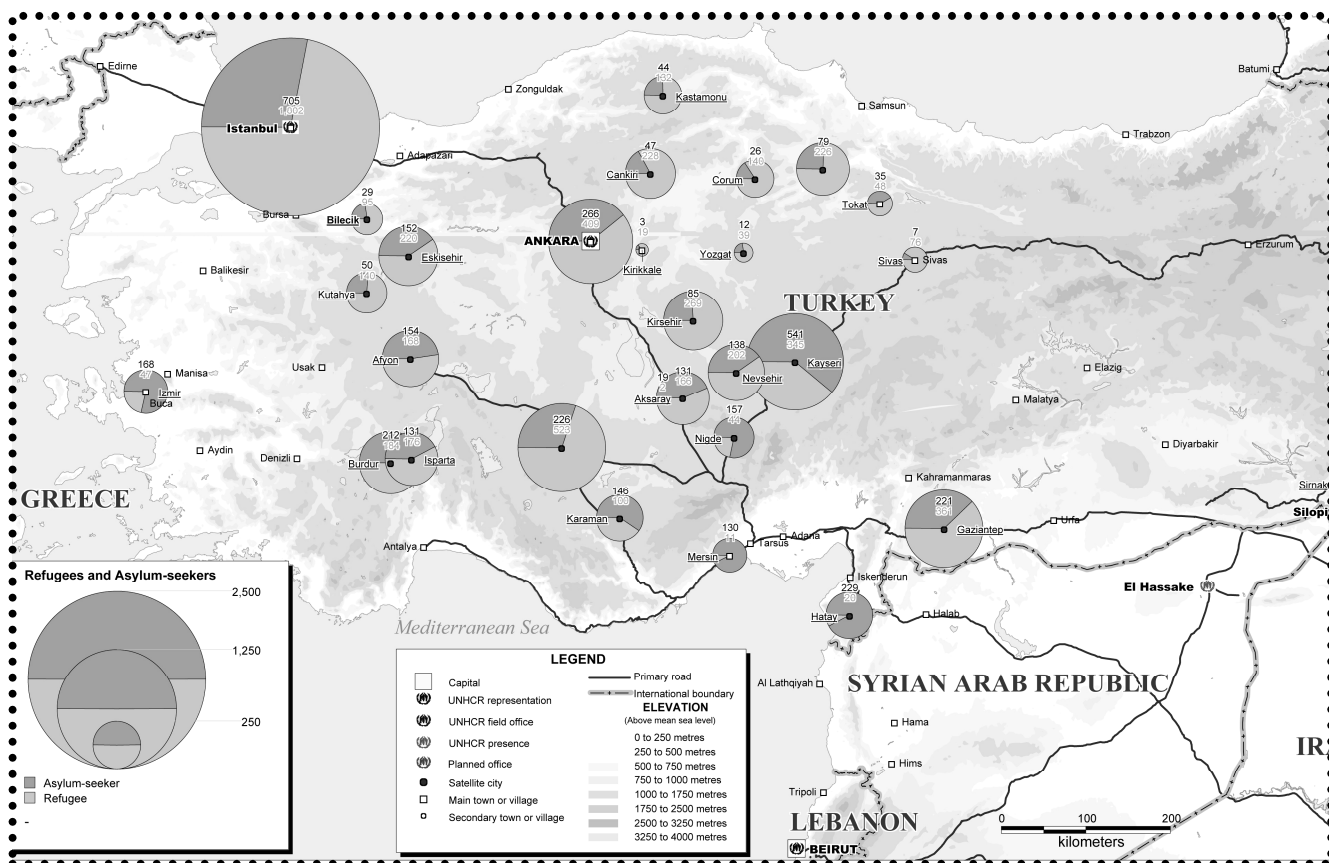 Edirne
Zonguldak
44
132
Kastamonu
Batumi
Samsun
Trabzon
705
1,002
Istanbul
Adapazari
47
228
Cankiri
26
140
Corum
79
226
35
48
Tokat
29
95
Bursa
Bilecik
152
220
Eskisehir
266
409
ANKARA
3
19
Kirikkale
12
39
Yozgat
7
76
Sivas
Sivas
Erzurum
Balikesir
50
140
Kutahya
85
269
Kirsehir
TURKEY
154
168
Afyon
Usak
168
47
Manisa
Izmir
Buca
541
345
Kayseri
138
202
Nevsehir
19
2
131
166
Aksaray
Elazig
Malatya
157
44
Nigde
Diyarbakir
226
523
212
184
131
176
Burdur
Isparta
Aydin
Denizli
Kahramanmaras
Sirnak
Silopi
GREECE
146
100
Karaman
221
361
Gaziantep
Urfa
130
11
Mersin
Tarsus
Adana
Antalya
Iskenderun
229
20
Hatay
Halab
El Hassake
Mediterranean Sea
Al Lathqiyah
SYRIAN ARAB REPUBLIC
Hama
Hims
IR
Tripoli
LEBANON
BEIRUT
Refugees and Asylum-seekers
2,500
1,250
250
Asylum-seeker
Refugee
-
LEGEND
Capital
UNHCR representation
UNHCR field office
UNHCR presence
Planned office
Satellite city
Main town or village
Secondary town or village
Primary road
International boundary
ELEVATION
(Above mean sea level)
0 to 250 metres
250 to 500 metres
500 to 750 metres
750 to 1000 metres
1000 to 1750 metres
1750 to 2500 metres
2500 to 3250 metres
3250 to 4000 metres
0 100 200
kilometers